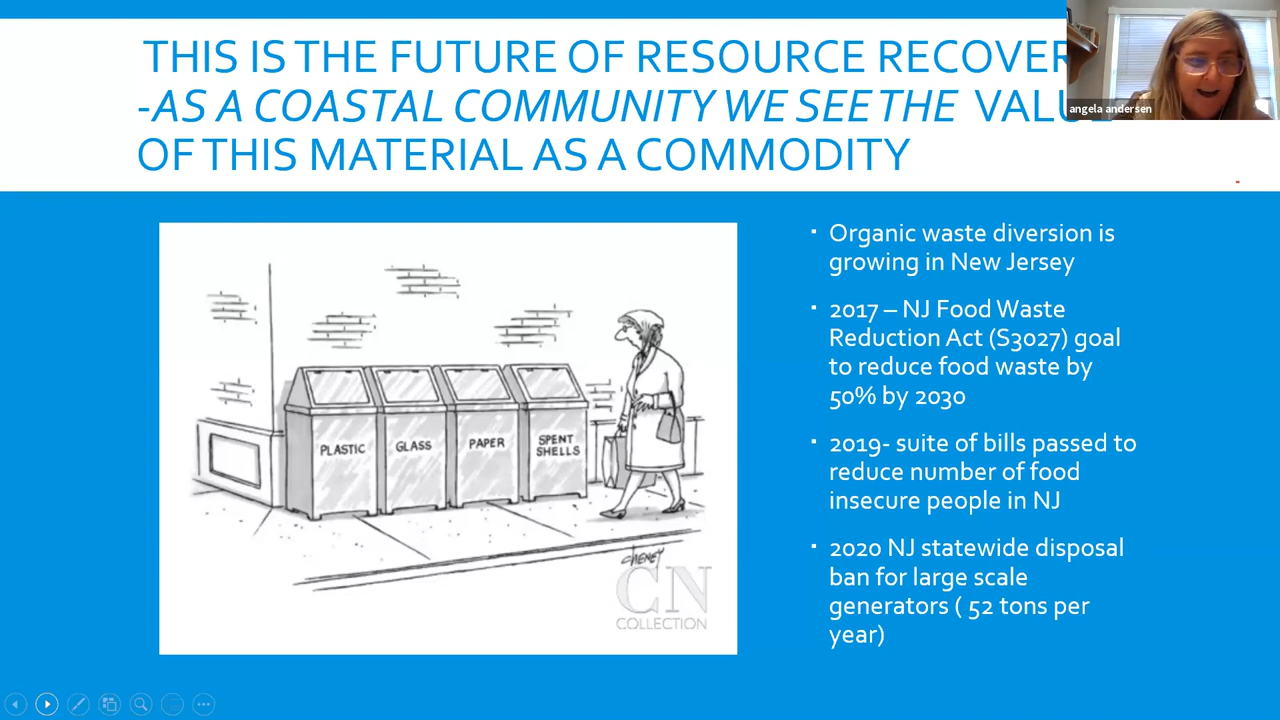 THIS IS THE FUTURE OF RESOURCE RECOVER
-AS A COASTAL COMMUNITY WE SEE THE VALUE
OF THIS MATERIAL AS A COMMODITY
angela andersen
PLASTIC
GLASS
PAPER
SPENT
SHELLS
CHENEY
CN
COLLECTION
▪ Organic waste diversion is
growing in New Jersey
▪ 2017 – NJ Food Waste
Reduction Act (S3027) goal
to reduce food waste by
50% by 2030
▪ 2019- suite of bills passed to
reduce number of food
insecure people in NJ
▪ 2020 NJ statewide disposal
ban for large scale
generators ( 52 tons per
year)